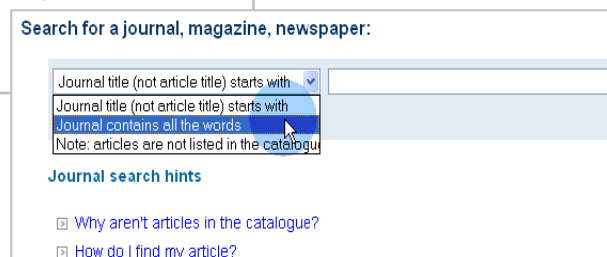 Search for a journal, magazine, newspaper:
Journal title (not article title) starts with
Journal title (not article title) starts with
Journal contains all the words
Note: articles are not listed in the catalogu
Journal search hints
Why aren't articles in the catalogue?
How do I find my article?